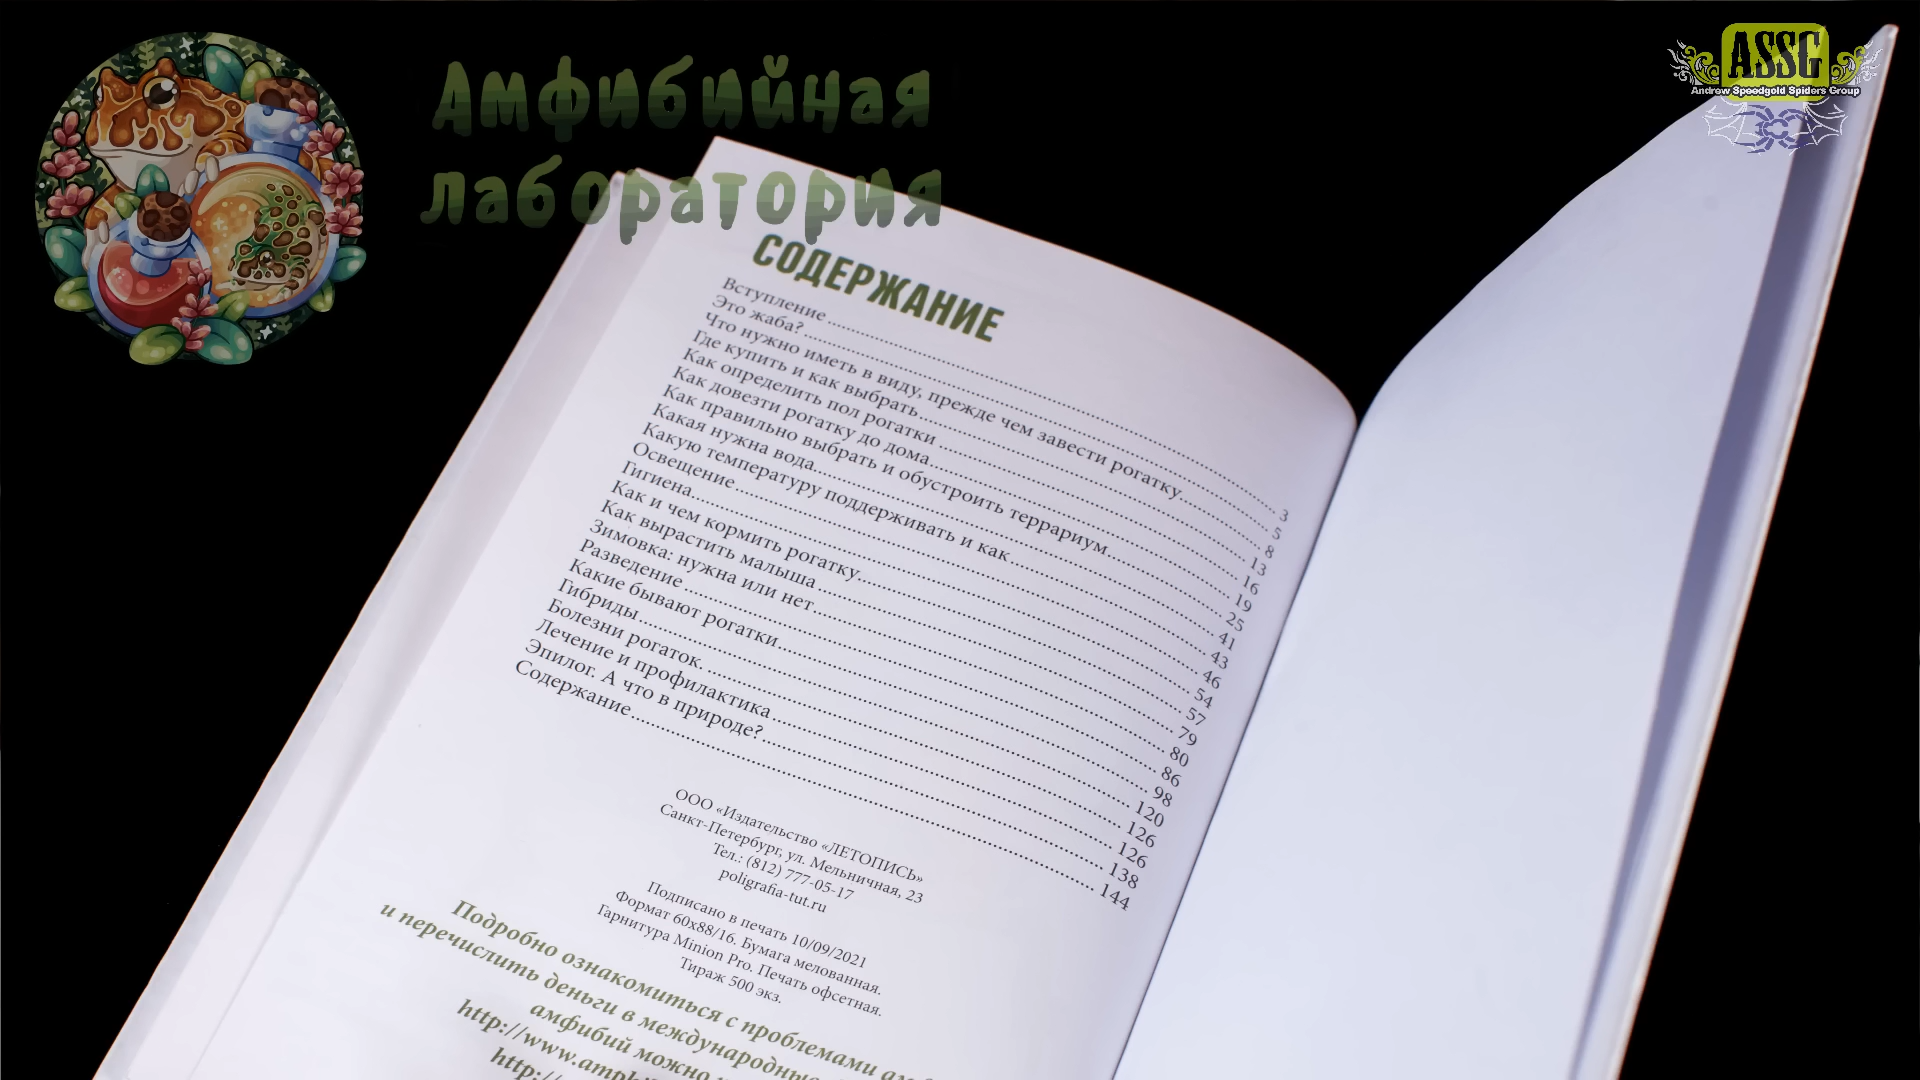 Амфибийная
лаборатория
ASSG
Andrew Speedgold Spiders Group
СОДЕРЖАНИЕ
Вступление 3
Это жаба? 5
Что нужно иметь в виду, прежде чем завести рогатку 8
Где купить и как выбрать 13
Как определить пол рогатки 16
Как довезти рогатку до дома 19
Как правильно выбрать и обустроить террариум 25
Какая нужна вода 41
Какую температуру поддерживать и как 43
Освещение 46
Гигиена 54
Как и чем кормить рогатку 57
Как вырастить малыша 79
Зимовка: нужна или нет 80
Разведение 86
Какие бывают рогатки 98
Гибриды 120
Болезни рогаток 126
Лечение и профилактика 126
Эпилог. А что в природе? 138
Содержание 144
ООО «Издательство «ЛЕТОПИСЬ»
Санкт-Петербург, ул. Мельничная, 23
Тел.: (812) 777-05-17
poligrafia-tut.ru
Подписано в печать 10/09/2021
Формат 60х88/16. Бумага мелованная.
Гарнитура Minion Pro. Печать офсетная.
Тираж 500 экз.
Подробно ознакомиться с проблемами
и перечислить деньги в международные
амфибий можно
http://www.amphi
http://